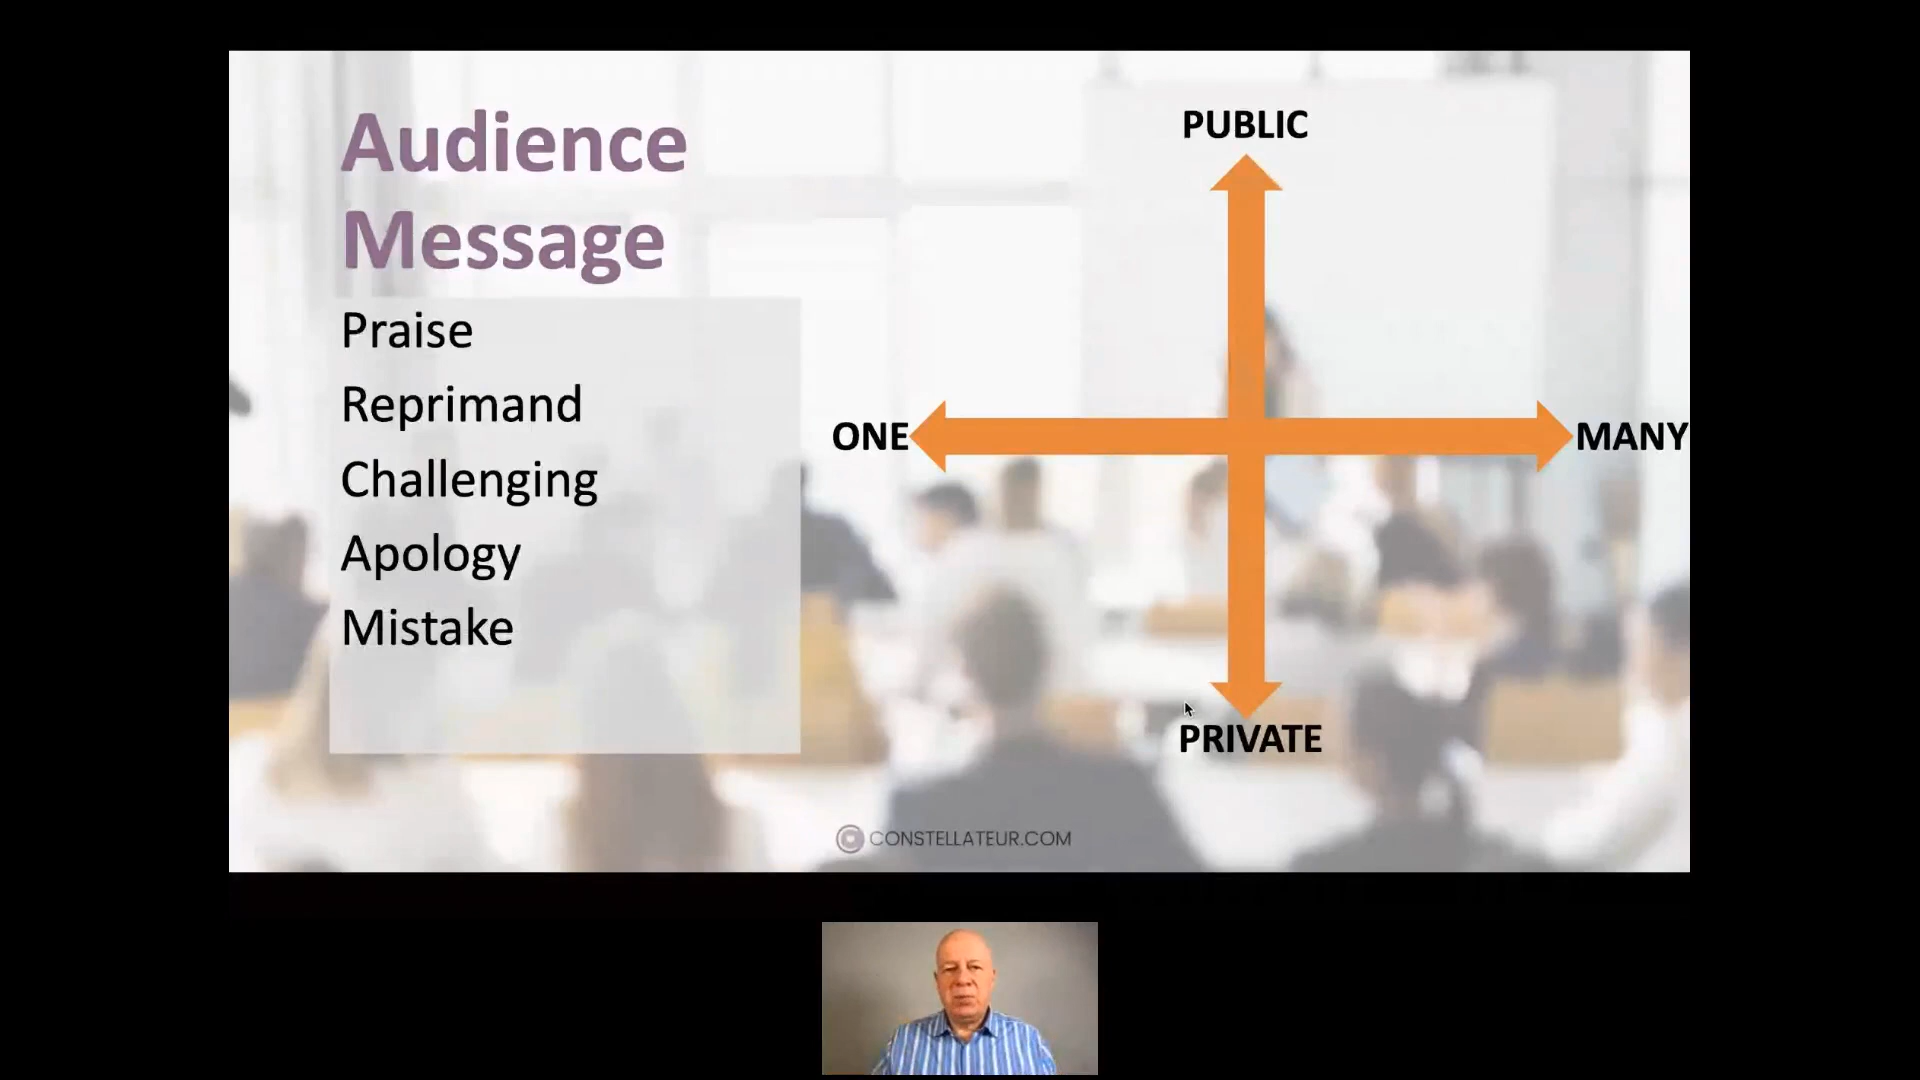 Audience
Message
Praise
Reprimand
Challenging
Apology
Mistake
PUBLIC
ONE
MANY
PRIVATE
CONSTELLATEUR.COM